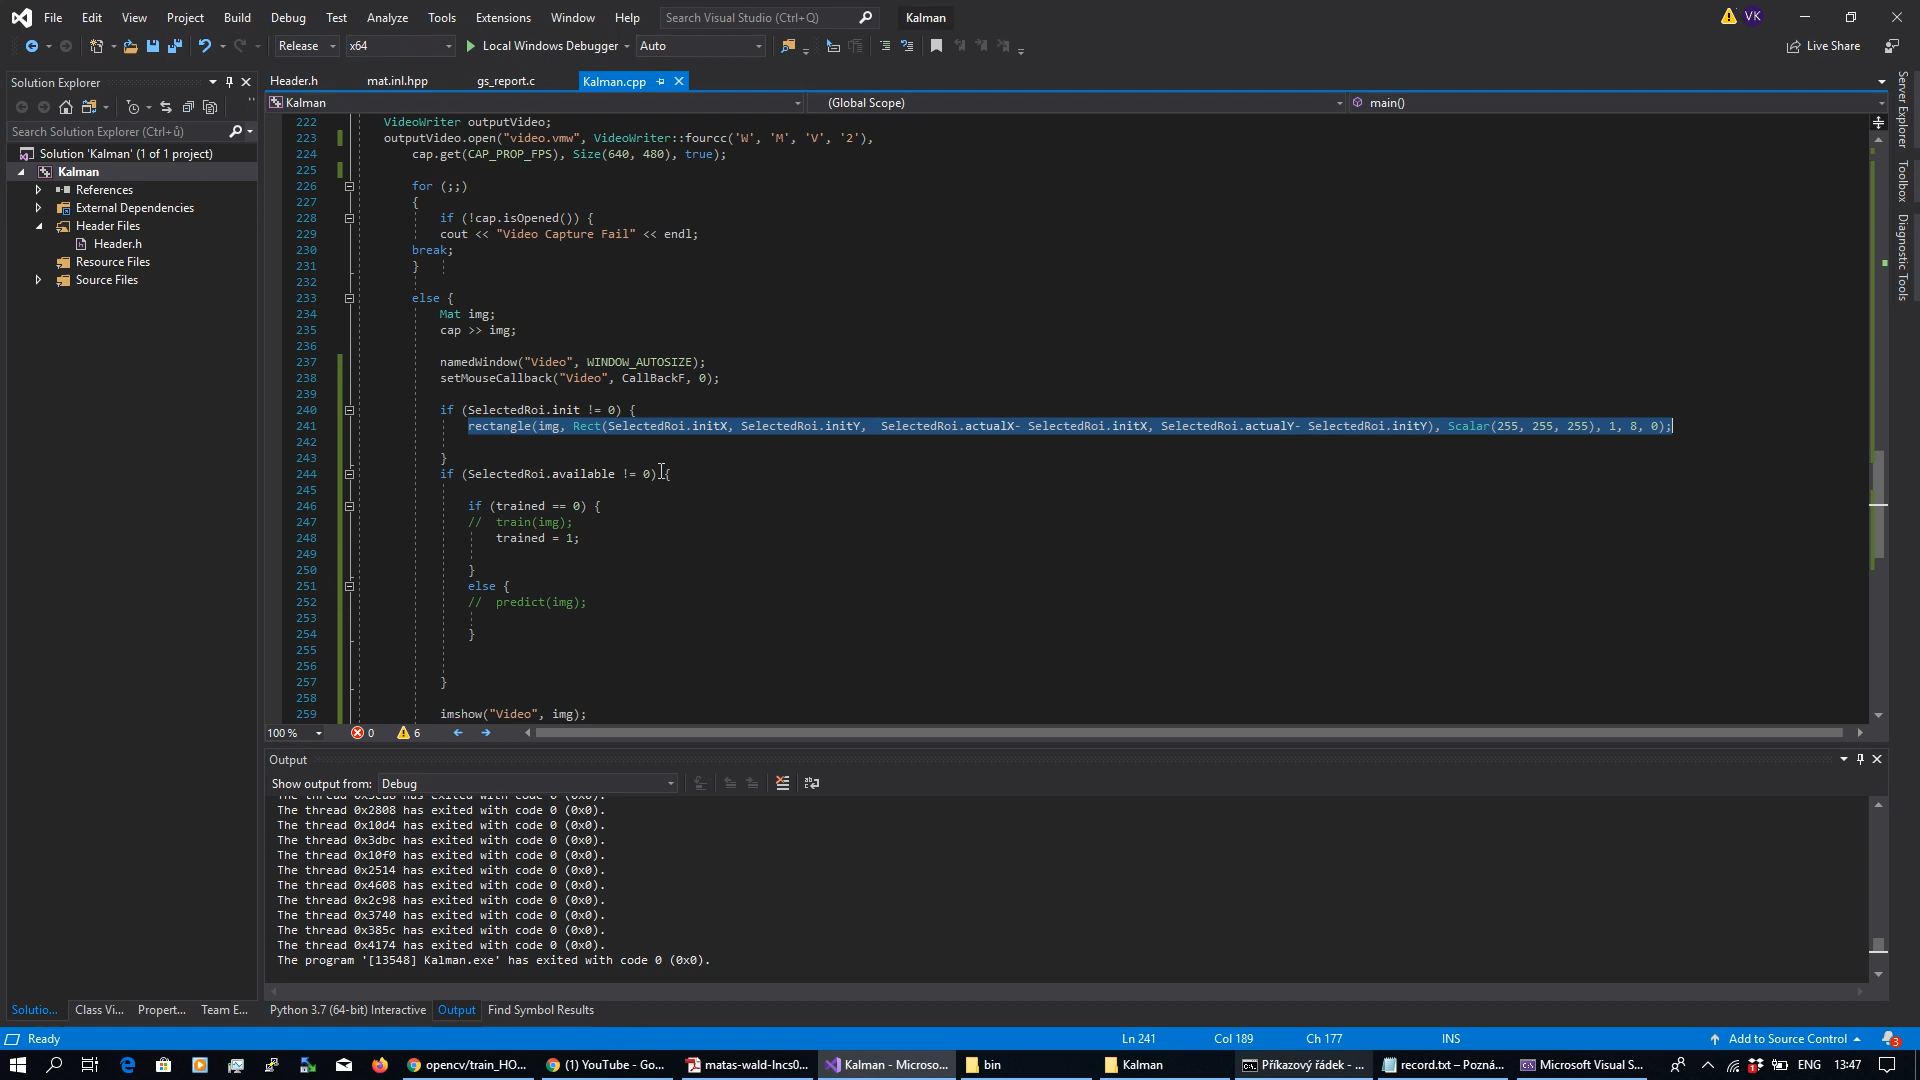 File Edit View Project Build Debug Test Analyze Tools Extensions Window Help Search Visual Studio (Ctrl+Q) Kalman VK
Release x64 Local Windows Debugger Auto Live Share
Solution Explorer
Search Solution Explorer (Ctrl+ů)
Solution 'Kalman' (1 of 1 project)
Kalman
References
External Dependencies
Header Files
Header.h
Resource Files
Source Files
Header.h mat.inl.hpp gs_report.c Kalman.cpp
Kalman (Global Scope) main()
222 VideoWriter outputVideo;
223 outputVideo.open("video.vmw", VideoWriter::fourcc('W', 'M', 'V', '2'),
224 cap.get(CAP_PROP_FPS), Size(640, 480), true);
225
226 for (;;)
227 {
228 if (!cap.isOpened()) {
229 cout << "Video Capture Fail" << endl;
230 break;
231 }
232
233 else {
234 Mat img;
235 cap >> img;
236
237 namedWindow("Video", WINDOW_AUTOSIZE);
238 setMouseCallback("Video", CallBackF, 0);
239
240 if (SelectedRoi.init != 0) {
241 rectangle(img, Rect(SelectedRoi.initX, SelectedRoi.initY,  SelectedRoi.actualX- SelectedRoi.initX, SelectedRoi.actualY- SelectedRoi.initY), Scalar(255, 255, 255), 1, 8, 0);
242
243 }
244 if (SelectedRoi.available != 0) {
245
246 if (trained == 0) {
247 // train(img);
248 trained = 1;
249
250 }
251 else {
252 // predict(img);
253
254 }
255
256
257 }
258
259 imshow("Video", img);
100 % 0 6
Output
Show output from: Debug
The thread 0x2808 has exited with code 0 (0x0).
The thread 0x10d4 has exited with code 0 (0x0).
The thread 0x3dbc has exited with code 0 (0x0).
The thread 0x10f0 has exited with code 0 (0x0).
The thread 0x2514 has exited with code 0 (0x0).
The thread 0x4608 has exited with code 0 (0x0).
The thread 0x2c98 has exited with code 0 (0x0).
The thread 0x3740 has exited with code 0 (0x0).
The thread 0x385c has exited with code 0 (0x0).
The thread 0x4174 has exited with code 0 (0x0).
The program '[13548] Kalman.exe' has exited with code 0 (0x0).
Solutio... Class Vi... Propert... Team E... Python 3.7 (64-bit) Interactive Output Find Symbol Results
Server Explorer
Toolbox
Diagnostic Tools
Ready Ln 241 Col 189 Ch 177 INS Add to Source Control 3
opencv/train_HO... (1) YouTube - Go... matas-wald-lncs0... Kalman - Microso... bin Kalman Příkazový řádek - ... record.txt – Pozná... Microsoft Visual S... ENG 13:47